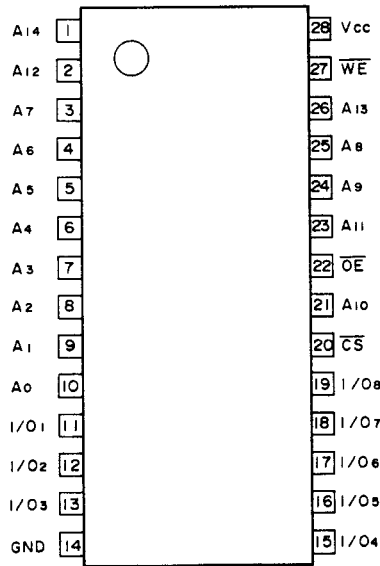 A14 1 28 Vcc
A12 2 27 WE
A7 3 26 A13
A6 4 25 A8
A5 5 24 A9
A4 6 23 A11
A3 7 22 OE
A2 8 21 A10
A1 9 20 CS
A0 10 19 I/O8
I/O1 11 18 I/O7
I/O2 12 17 I/O6
I/O3 13 16 I/O5
GND 14 15 I/O4